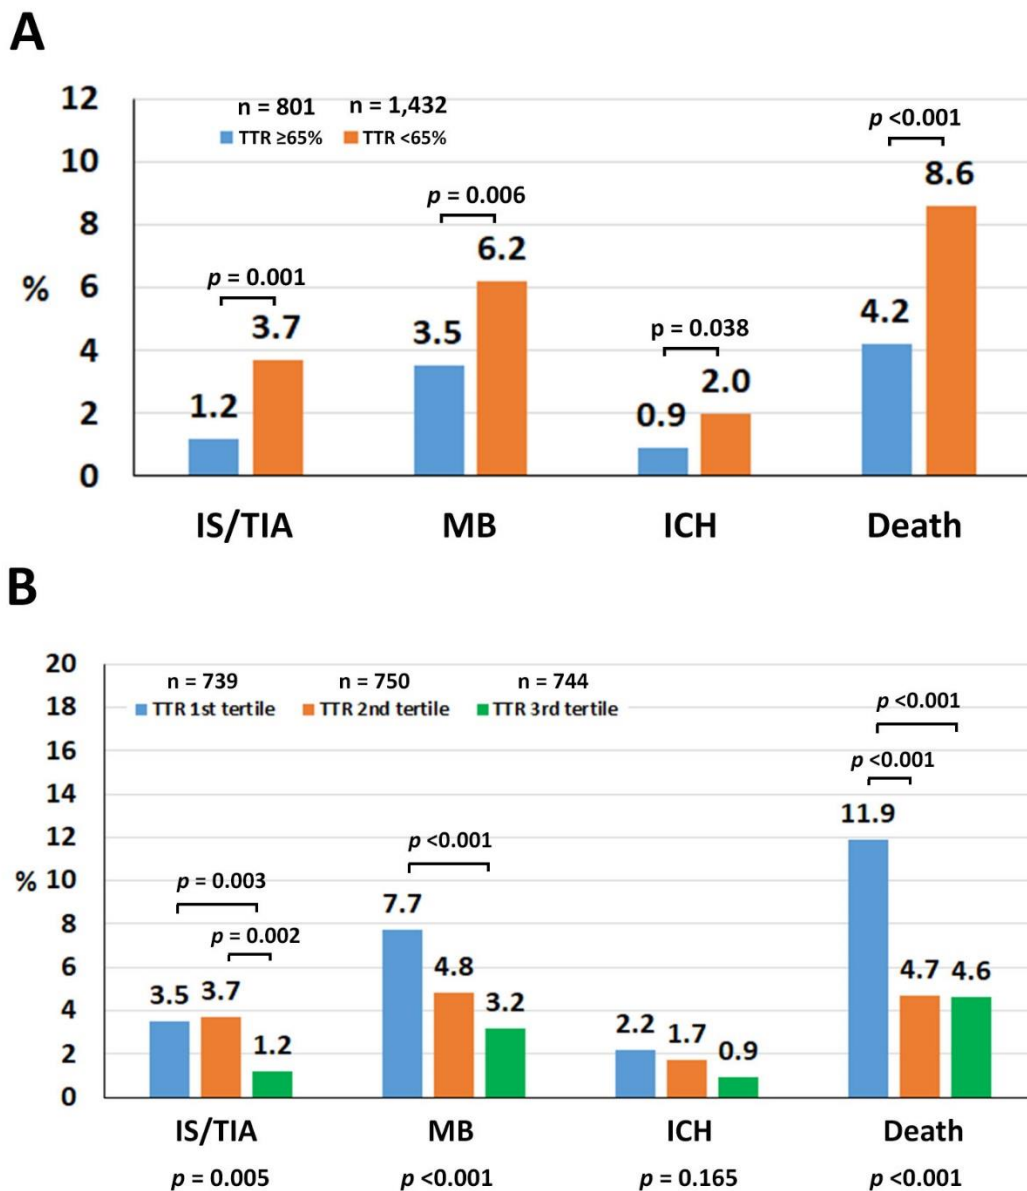 A
n = 801 n = 1,432
TTR ≥65% TTR <65%
12
10
8
6
4
2
0
%
p = 0.001
1.2
3.7
p = 0.006
3.5
6.2
p = 0.038
0.9
2.0
p <0.001
4.2
8.6
IS/TIA MB ICH Death
B
n = 739 n = 750 n = 744
TTR 1st tertile TTR 2nd tertile TTR 3rd tertile
20
18
16
14
12
10
8
6
4
2
0
%
p = 0.003
p = 0.002
3.5
3.7
1.2
p <0.001
7.7
4.8
3.2
2.2
1.7
0.9
p <0.001
p <0.001
11.9
4.7
4.6
IS/TIA MB ICH Death
p = 0.005 p <0.001 p = 0.165 p <0.001